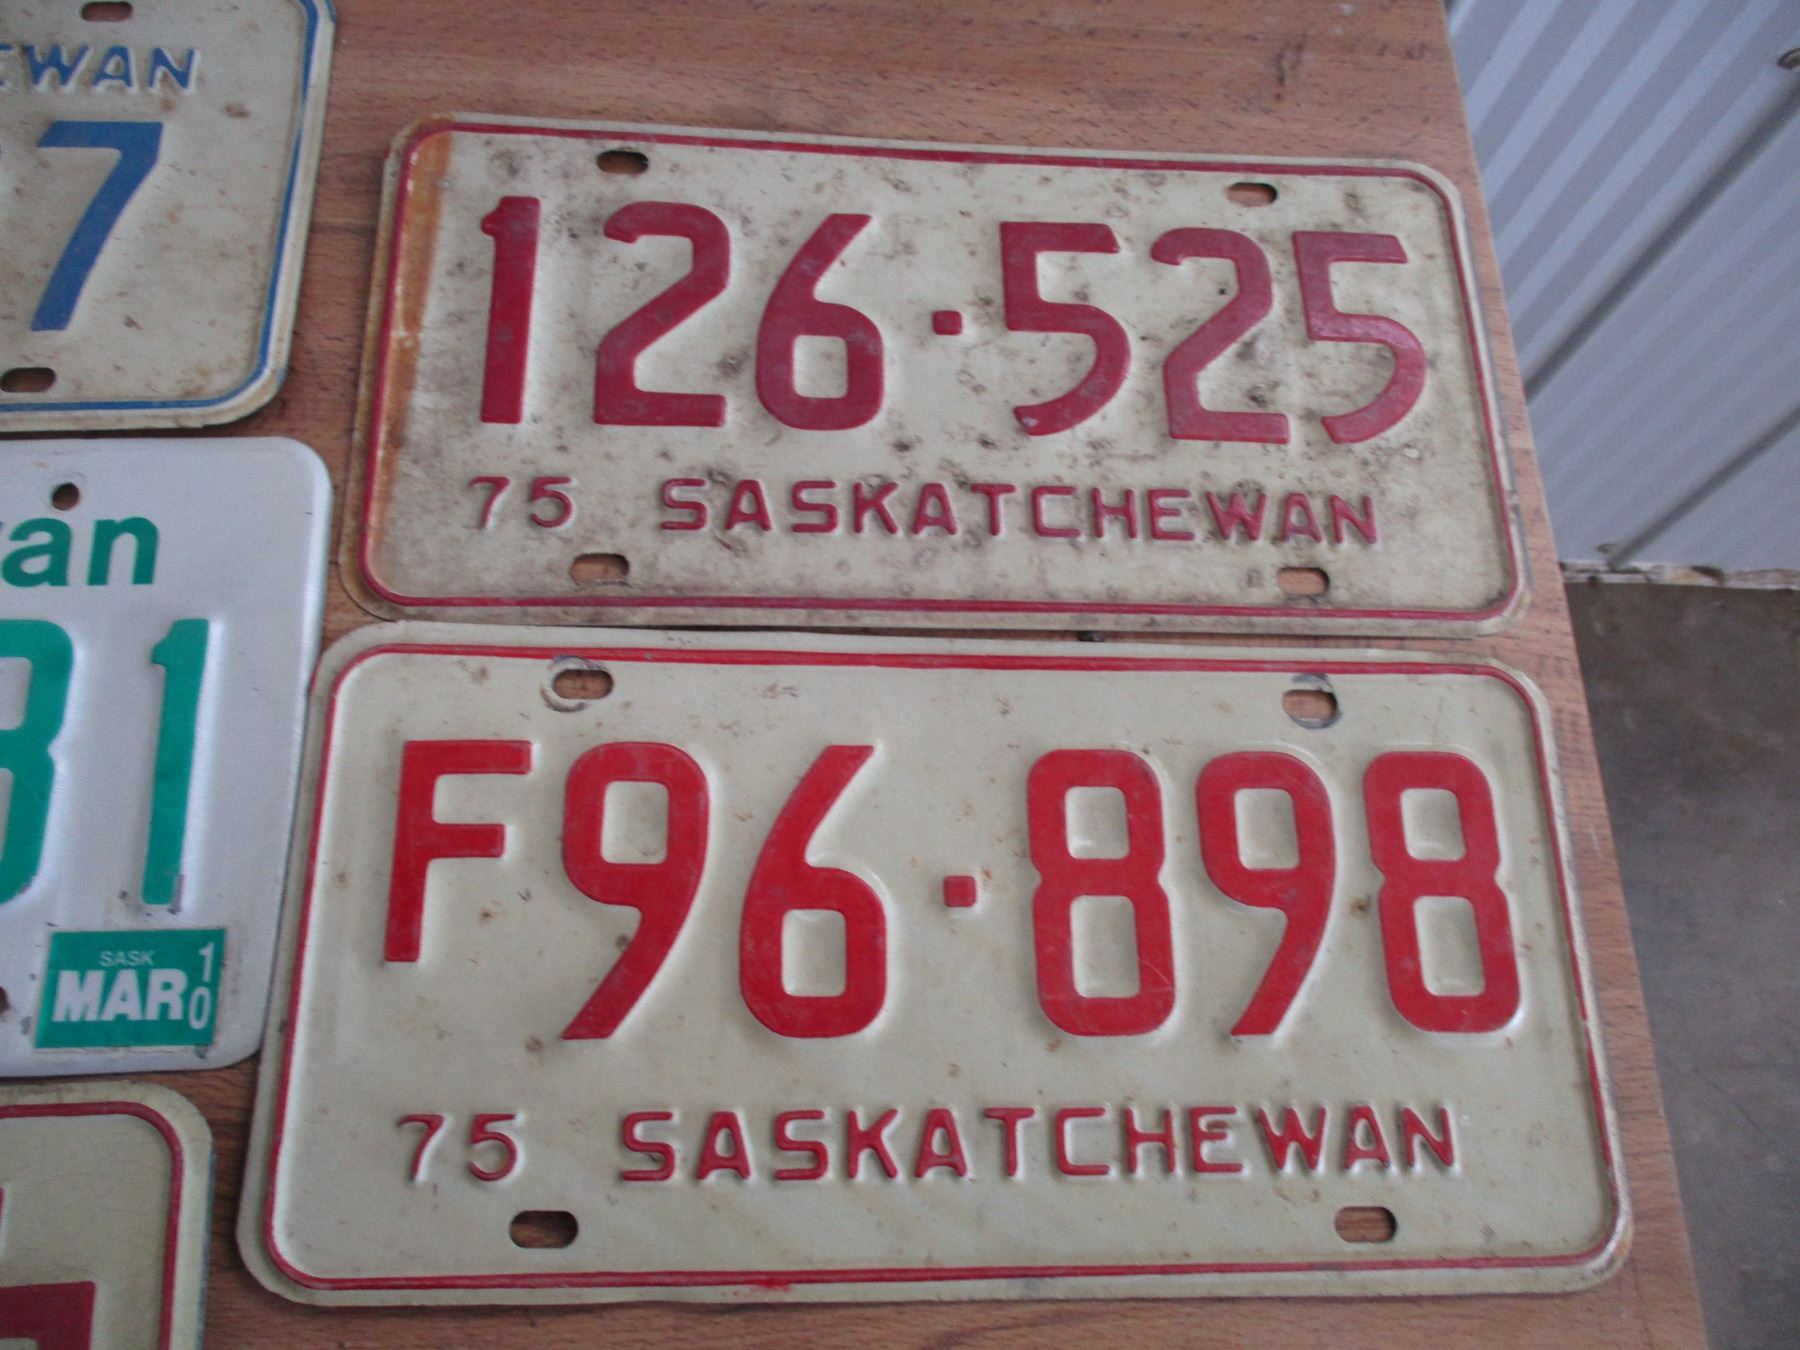 EWAN
7
126·525
75 SASKATCHEWAN
wan
31
SASK
MAR 10
F96·898
75 SASKATCHEWAN